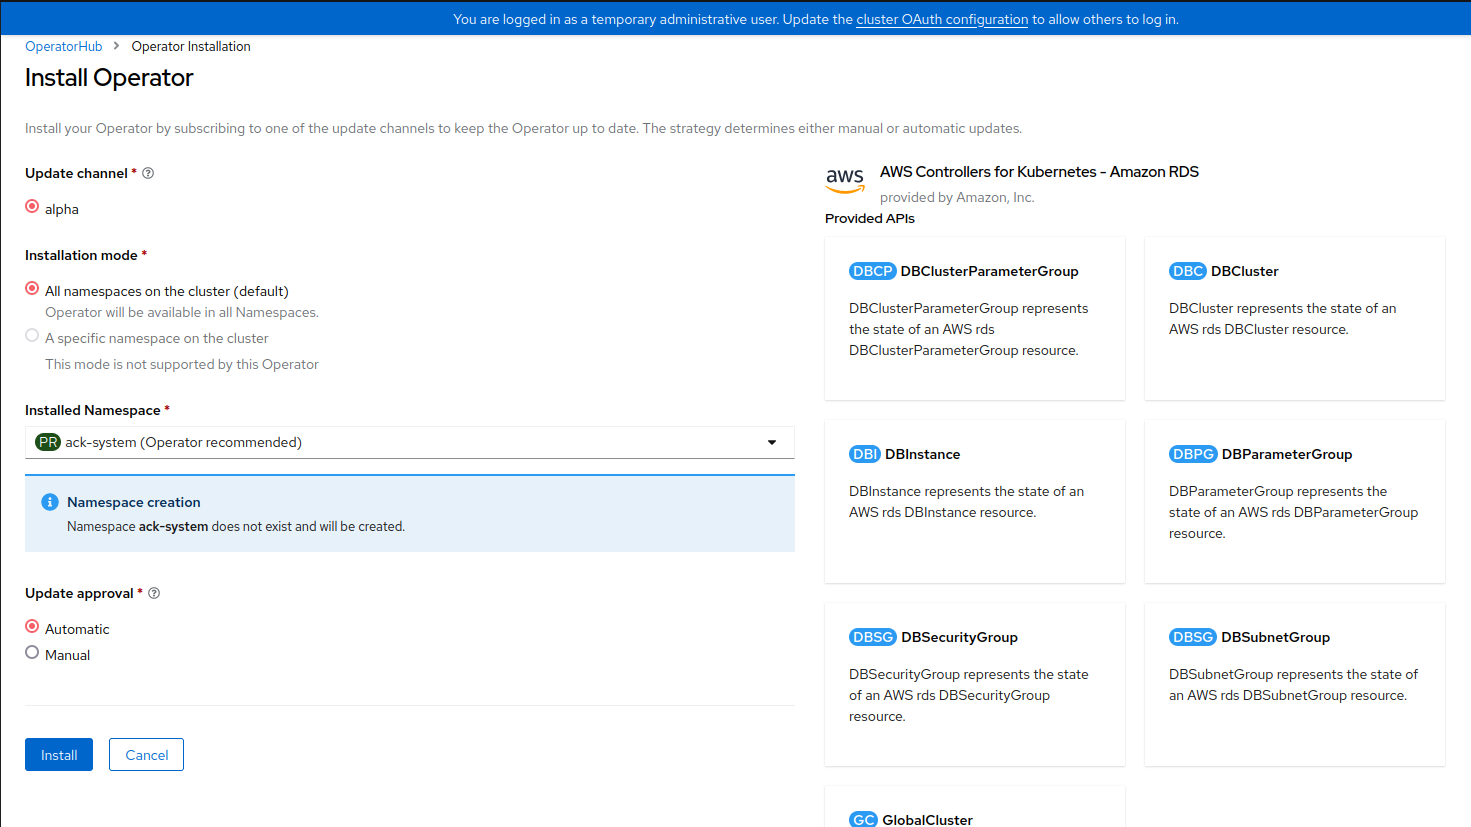 You are logged in as a temporary administrative user. Update the cluster OAuth configuration to allow others to log in.
OperatorHub > Operator Installation
Install Operator
Install your Operator by subscribing to one of the update channels to keep the Operator up to date. The strategy determines either manual or automatic updates.
Update channel *
alpha
Installation mode *
All namespaces on the cluster (default)
Operator will be available in all Namespaces.
A specific namespace on the cluster
This mode is not supported by this Operator
Installed Namespace *
PR ack-system (Operator recommended)
Namespace creation
Namespace ack-system does not exist and will be created.
Update approval *
Automatic
Manual
Install
Cancel
aws
AWS Controllers for Kubernetes - Amazon RDS
provided by Amazon, Inc.
Provided APIs
DBCP DBClusterParameterGroup
DBClusterParameterGroup represents
the state of an AWS rds
DBClusterParameterGroup resource.
DBC DBCluster
DBCluster represents the state of an
AWS rds DBCluster resource.
DBI DBInstance
DBInstance represents the state of an
AWS rds DBInstance resource.
DBPG DBParameterGroup
DBParameterGroup represents the
state of an AWS rds DBParameterGroup
resource.
DBSG DBSecurityGroup
DBSecurityGroup represents the state
of an AWS rds DBSecurityGroup
resource.
DBSG DBSubnetGroup
DBSubnetGroup represents the state of
an AWS rds DBSubnetGroup resource.
GC GlobalCluster